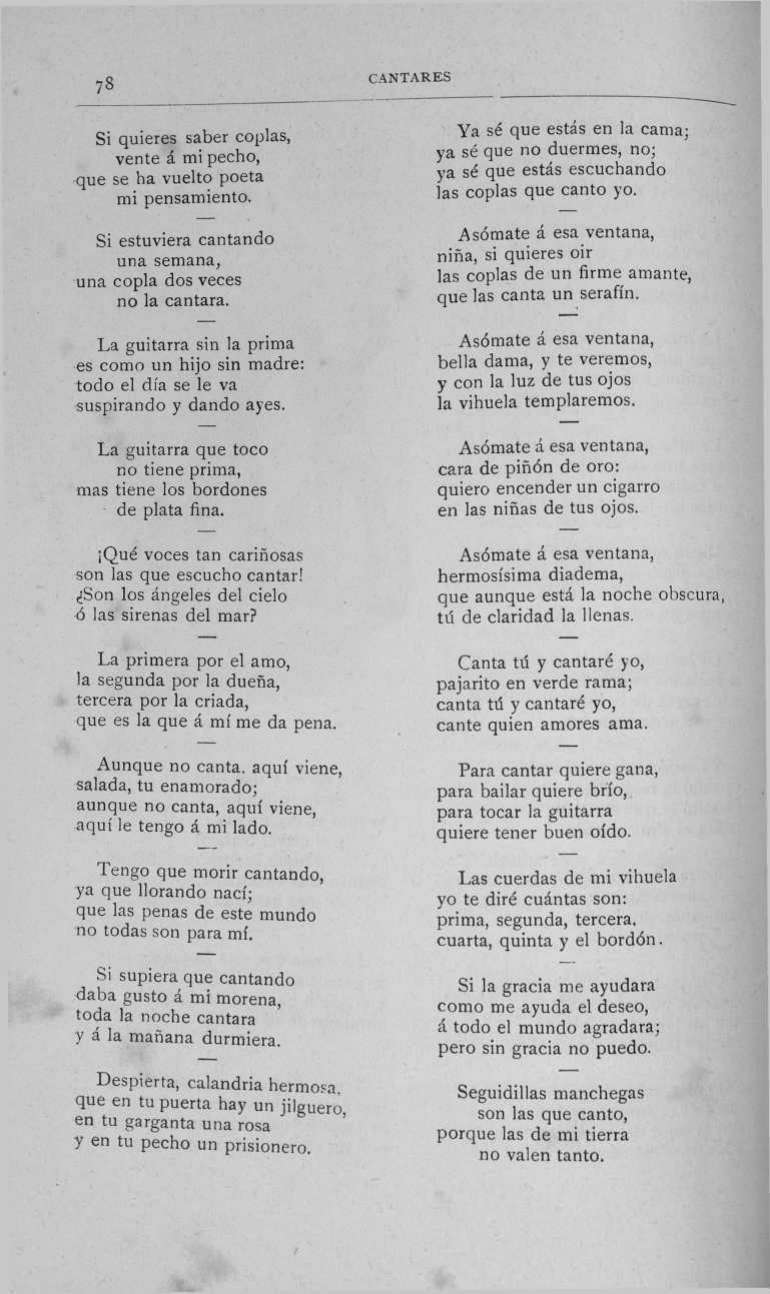 78
CANTARES
Si quieres saber coplas,
vente á mi pecho,
que se ha vuelto poeta
mi pensamiento.
—
Si estuviera cantando
una semana,
una copla dos veces
no la cantara.
—
La guitarra sin la prima
es como un hijo sin madre:
todo el día se le va
suspirando y dando ayes.
—
La guitarra que toco
no tiene prima,
mas tiene los bordones
de plata fina.
—
¡Qué voces tan cariñosas
son las que escucho cantar!
¿Son los ángeles del cielo
ó las sirenas del mar?
—
La primera por el amo,
la segunda por la dueña,
tercera por la criada,
que es la que á mí me da pena.
—
Aunque no canta. aquí viene,
salada, tu enamorado;
aunque no canta, aquí viene,
aquí le tengo á mi lado.
—
Tengo que morir cantando,
ya que llorando nací;
que las penas de este mundo
no todas son para mí.
—
Si supiera que cantando
daba gusto á mi morena,
toda la noche cantara
y á la mañana durmiera.
—
Despierta, calandria hermosa,
que en tu puerta hay un jilguero,
en tu garganta una rosa
y en tu pecho un prisionero.
Ya sé que estás en la cama;
ya sé que no duermes, no;
ya sé que estás escuchando
las coplas que canto yo.
—
Asómate á esa ventana,
niña, si quieres oir
las coplas de un firme amante,
que las canta un serafín.
—
Asómate á esa ventana,
bella dama, y te veremos,
y con la luz de tus ojos
la vihuela templaremos.
—
Asómate á esa ventana,
cara de piñón de oro:
quiero encender un cigarro
en las niñas de tus ojos.
—
Asómate á esa ventana,
hermosísima diadema,
que aunque está la noche obscura,
tú de claridad la llenas.
—
Canta tú y cantaré yo,
pajarito en verde rama;
canta tú y cantaré yo,
cante quien amores ama.
—
Para cantar quiere gana,
para bailar quiere brío,
para tocar la guitarra
quiere tener buen oído.
—
Las cuerdas de mi vihuela
yo te diré cuántas son:
prima, segunda, tercera,
cuarta, quinta y el bordón.
—
Si la gracia me ayudara
como me ayuda el deseo,
á todo el mundo agradara;
pero sin gracia no puedo.
—
Seguidillas manchegas
son las que canto,
porque las de mi tierra
no valen tanto.